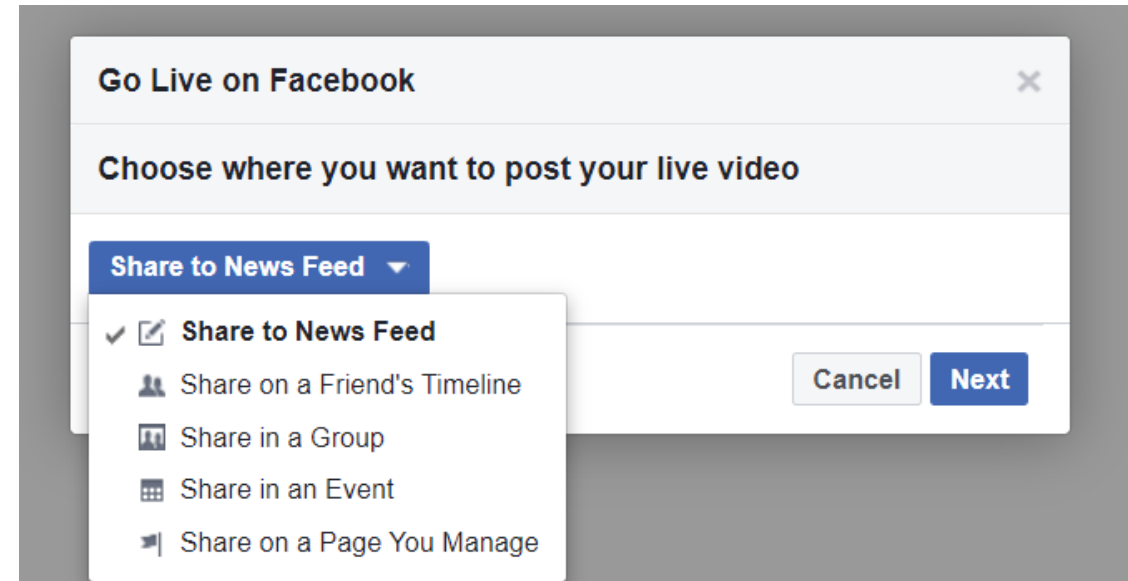 Go Live on Facebook
Choose where you want to post your live video
Share to News Feed
Share to News Feed
Share on a Friend's Timeline
Cancel Next
Share in a Group
Share in an Event
Share on a Page You Manage